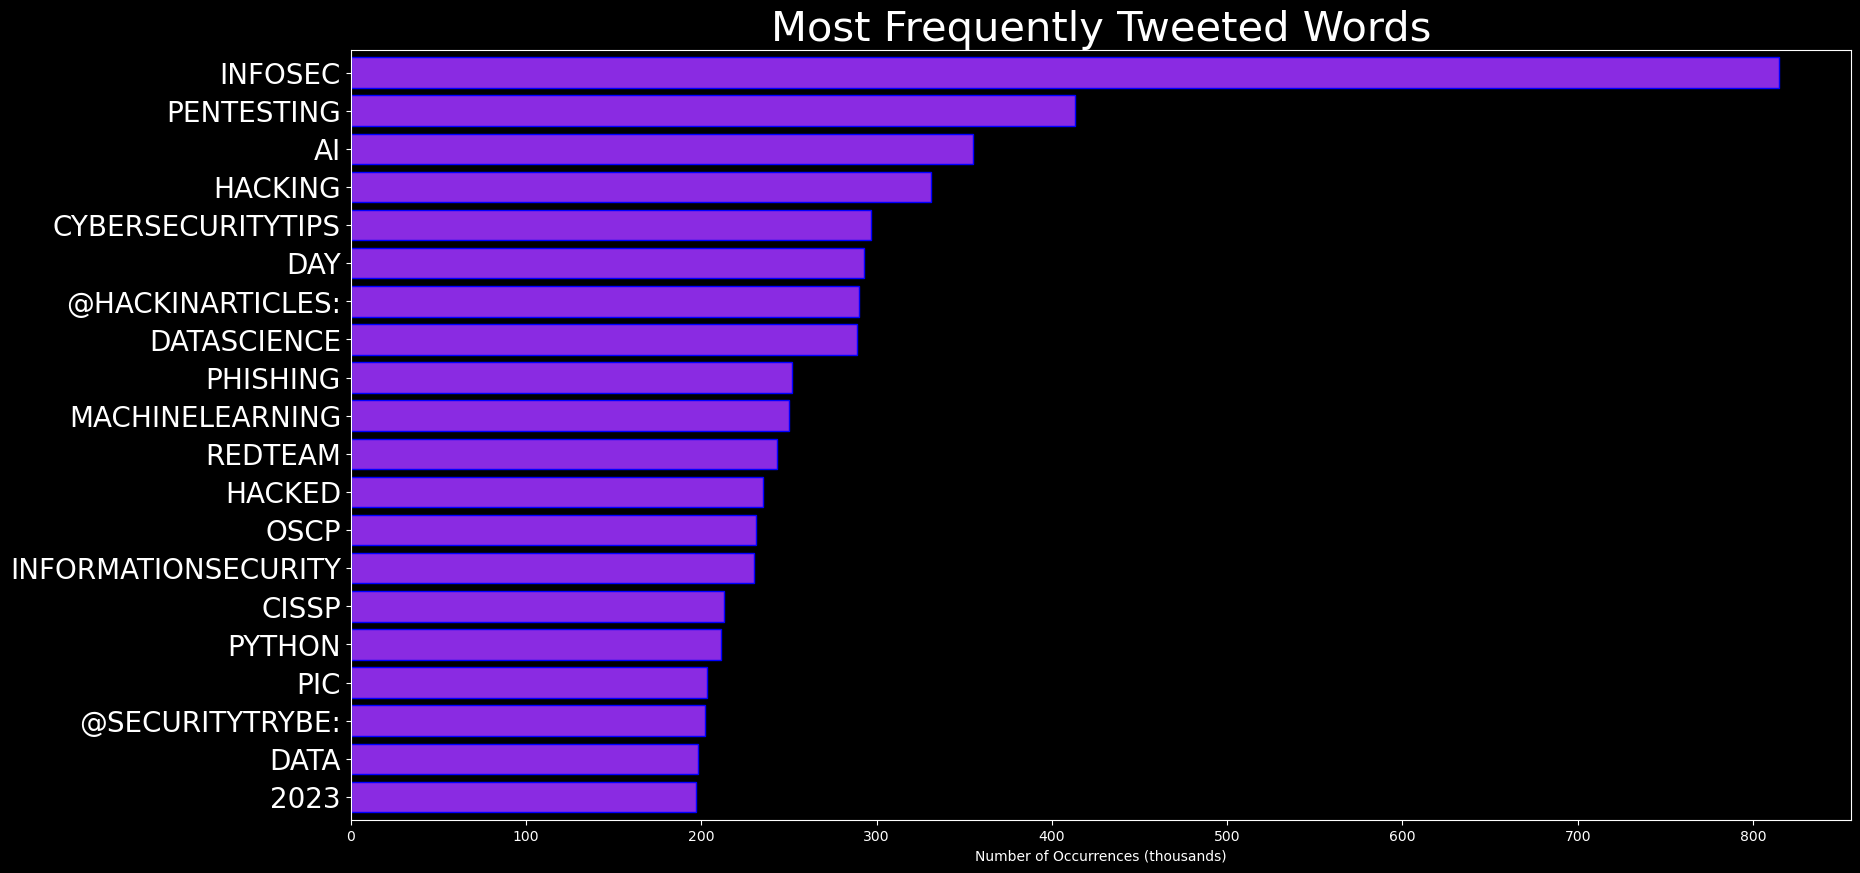 Most Frequently Tweeted Words
INFOSEC
PENTESTING
AI
HACKING
CYBERSECURITYTIPS
DAY
@HACKINARTICLES:
DATASCIENCE
PHISHING
MACHINELEARNING
REDTEAM
HACKED
OSCP
INFORMATIONSECURITY
CISSP
PYTHON
PIC
@SECURITYTRYBE:
DATA
2023
0 100 200 300 400 500 600 700 800
Number of Occurrences (thousands)